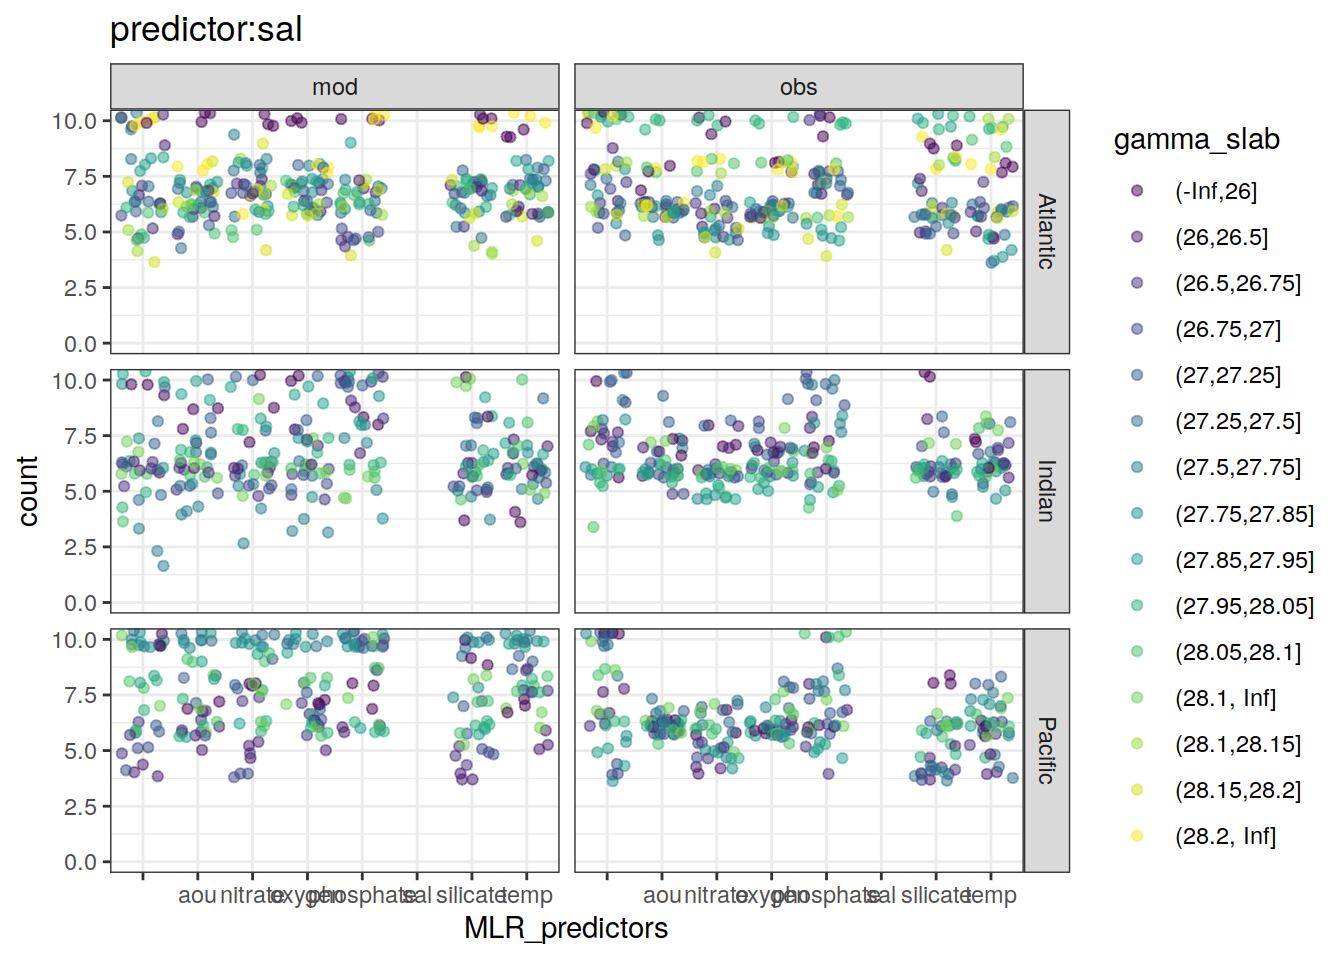 predictor:sal
mod
obs
gamma_slab
(-Inf,26]
(26,26.5]
(26.5,26.75]
(26.75,27]
(27,27.25]
(27.25,27.5]
(27.5,27.75]
(27.75,27.85]
(27.85,27.95]
(27.95,28.05]
(28.05,28.1]
(28.1, Inf]
(28.1,28.15]
(28.15,28.2]
(28.2, Inf]
count
10.0
7.5
5.0
2.5
0.0
Atlantic
10.0
7.5
5.0
2.5
0.0
Indian
10.0
7.5
5.0
2.5
0.0
Pacific
aou nitrate oxygen phosphate sal silicate temp
aou nitrate oxygen phosphate sal silicate temp
MLR_predictors